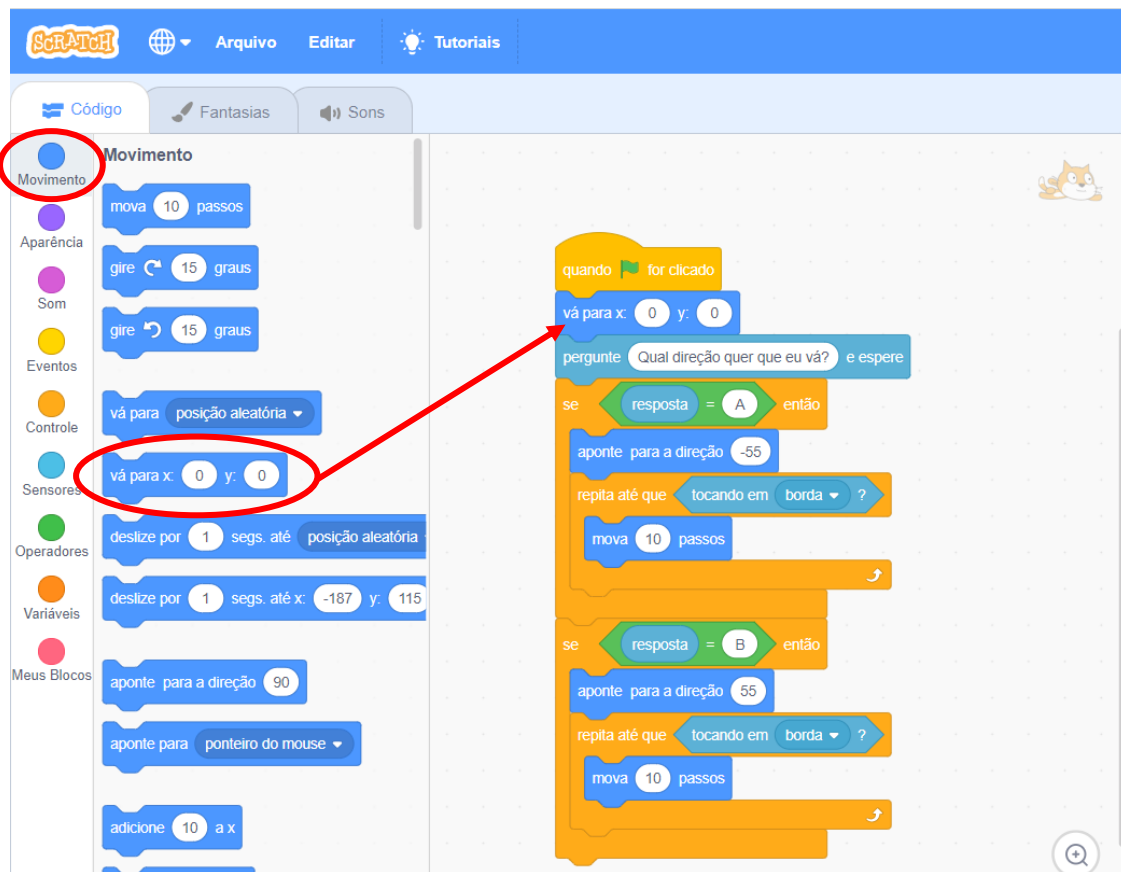 SCRATCH Arquivo Editar Tutoriais
Código Fantasias Sons
Movimento
Aparência
Som
Eventos
Controle
Sensores
Operadores
Variáveis
Meus Blocos
Movimento
mova 10 passos
gire 15 graus
gire 15 graus
vá para posição aleatória
vá para x: 0 y: 0
deslize por 1 segs. até posição aleatória
deslize por 1 segs. até x: -187 y: 115
aponte para a direção 90
aponte para ponteiro do mouse
adicione 10 a x
quando for clicado
vá para x: 0 y: 0
pergunte Qual direção quer que eu vá? e espere
se resposta = A então
aponte para a direção -55
repita até que tocando em borda ?
mova 10 passos
se resposta = B então
aponte para a direção 55
repita até que tocando em borda ?
mova 10 passos